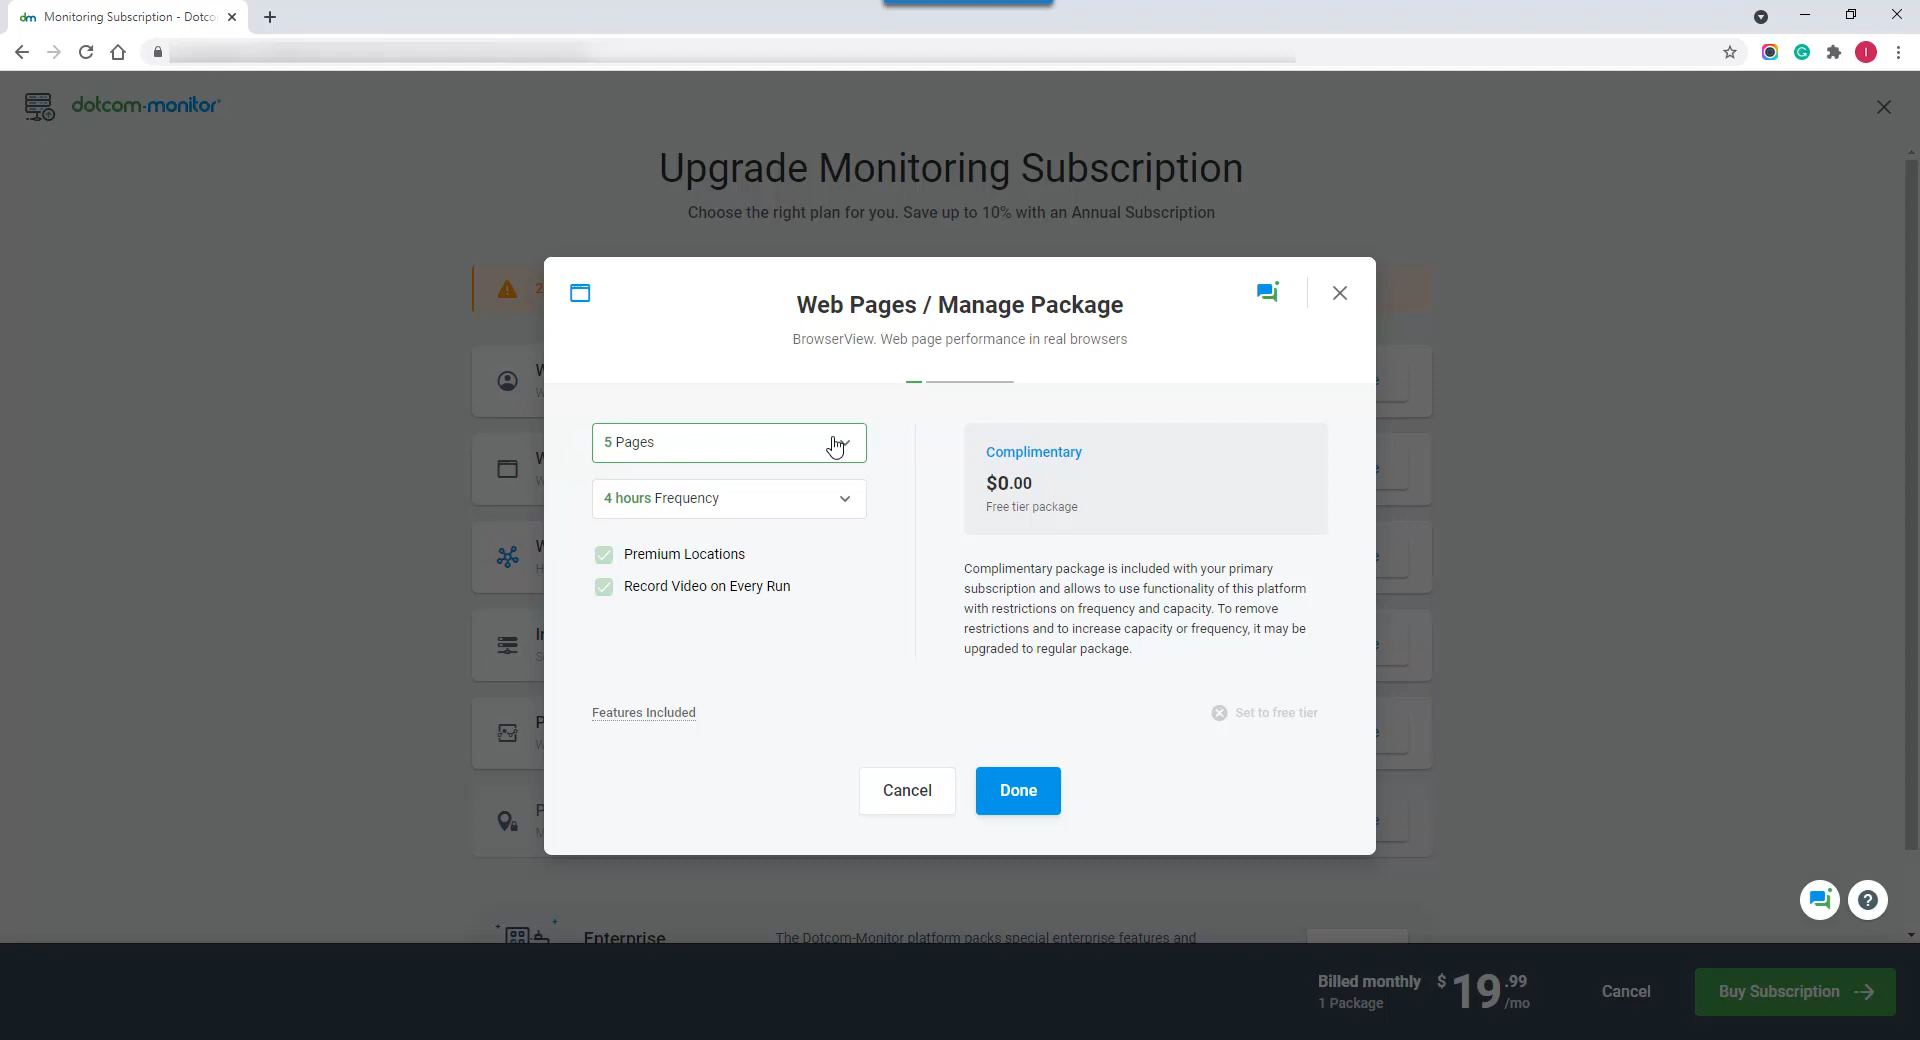 dm Monitoring Subscription - Dotco
dotcom-monitor
Upgrade Monitoring Subscription
Choose the right plan for you. Save up to 10% with an Annual Subscription
2
Web Pages / Manage Package
BrowserView. Web page performance in real browsers
5 Pages
4 hours Frequency
Premium Locations
Record Video on Every Run
Complimentary
$0.00
Free tier package
Complimentary package is included with your primary
subscription and allows to use functionality of this platform
with restrictions on frequency and capacity. To remove
restrictions and to increase capacity or frequency, it may be
upgraded to regular package.
Features Included
Set to free tier
Cancel
Done
Enterprise
The Dotcom-Monitor platform packs special enterprise features and
Billed monthly
1 Package
$ 19.99 /mo
Cancel
Buy Subscription